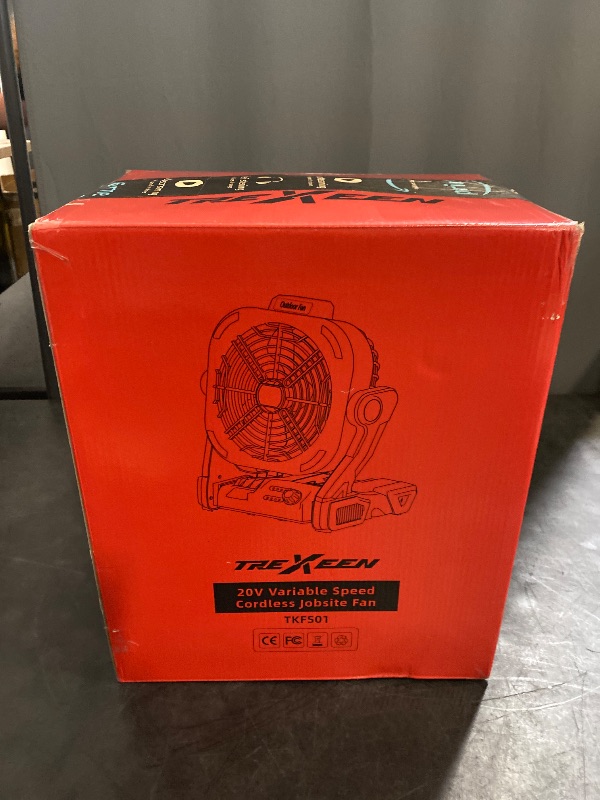 TREXEEN
Outdoor Fan
TREXEEN
20V Variable Speed
Cordless Jobsite Fan
TKF501
CE FC